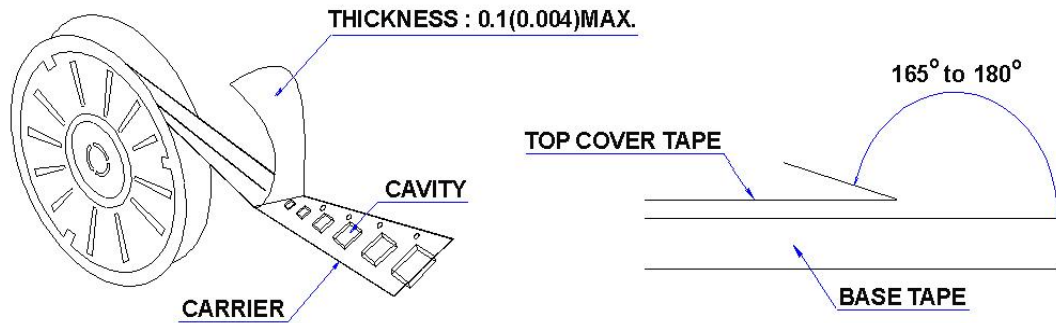 THICKNESS : 0.1(0.004)MAX.
CAVITY
CARRIER
165° to 180°
TOP COVER TAPE
BASE TAPE